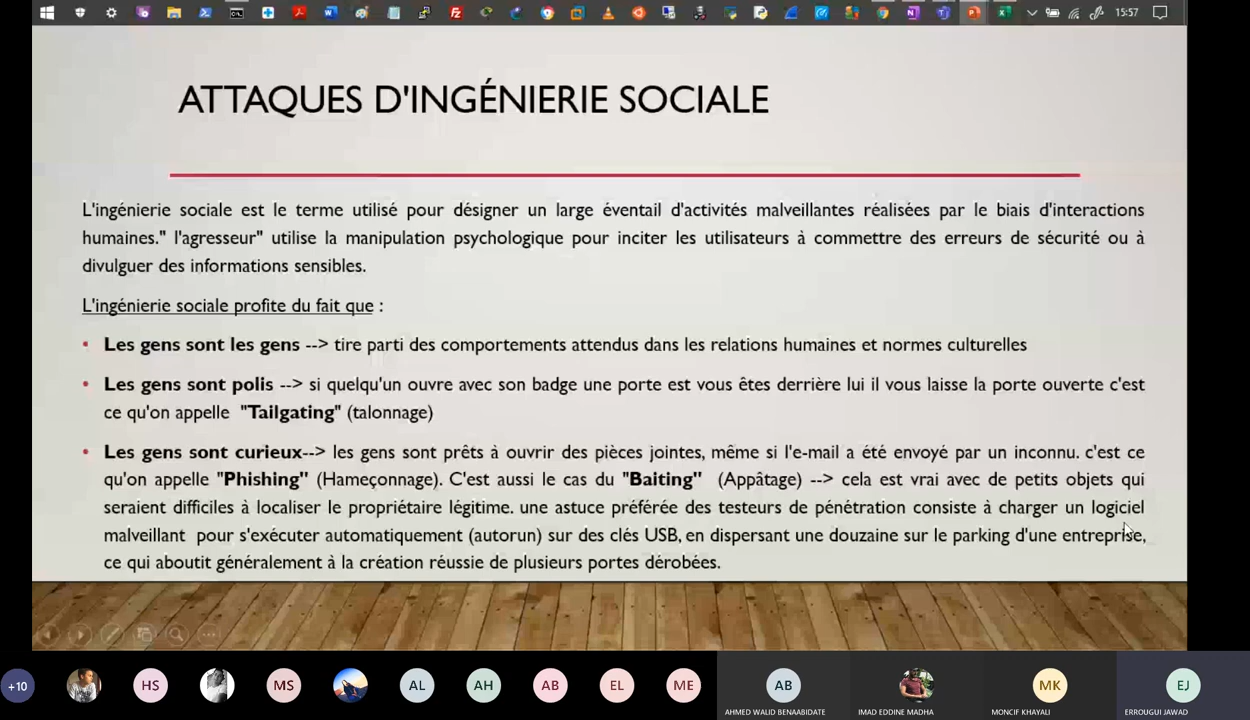 15:57
ATTAQUES D'INGÉNIERIE SOCIALE
L'ingénierie sociale est le terme utilisé pour désigner un large éventail d'activités malveillantes réalisées par le biais d'interactions
humaines." l'agresseur" utilise la manipulation psychologique pour inciter les utilisateurs à commettre des erreurs de sécurité ou à
divulguer des informations sensibles.
L'ingénierie sociale profite du fait que :
• Les gens sont les gens --> tire parti des comportements attendus dans les relations humaines et normes culturelles
• Les gens sont polis --> si quelqu'un ouvre avec son badge une porte est vous êtes derrière lui il vous laisse la porte ouverte c'est
ce qu'on appelle "Tailgating" (talonnage)
• Les gens sont curieux--> les gens sont prêts à ouvrir des pièces jointes, même si l'e-mail a été envoyé par un inconnu. c'est ce
qu'on appelle "Phishing" (Hameçonnage). C'est aussi le cas du "Baiting" (Appâtage) --> cela est vrai avec de petits objets qui
seraient difficiles à localiser le propriétaire légitime. une astuce préférée des testeurs de pénétration consiste à charger un logiciel
malveillant pour s'exécuter automatiquement (autorun) sur des clés USB, en dispersant une douzaine sur le parking d'une entreprise,
ce qui aboutit généralement à la création réussie de plusieurs portes dérobées.
+10 HS MS AL AH AB EL ME AB MK EJ
AHMED WALID BENAABIDATE IMAD EDDINE MADHA MONCIF KHAYALI ERROUGUI JAWAD